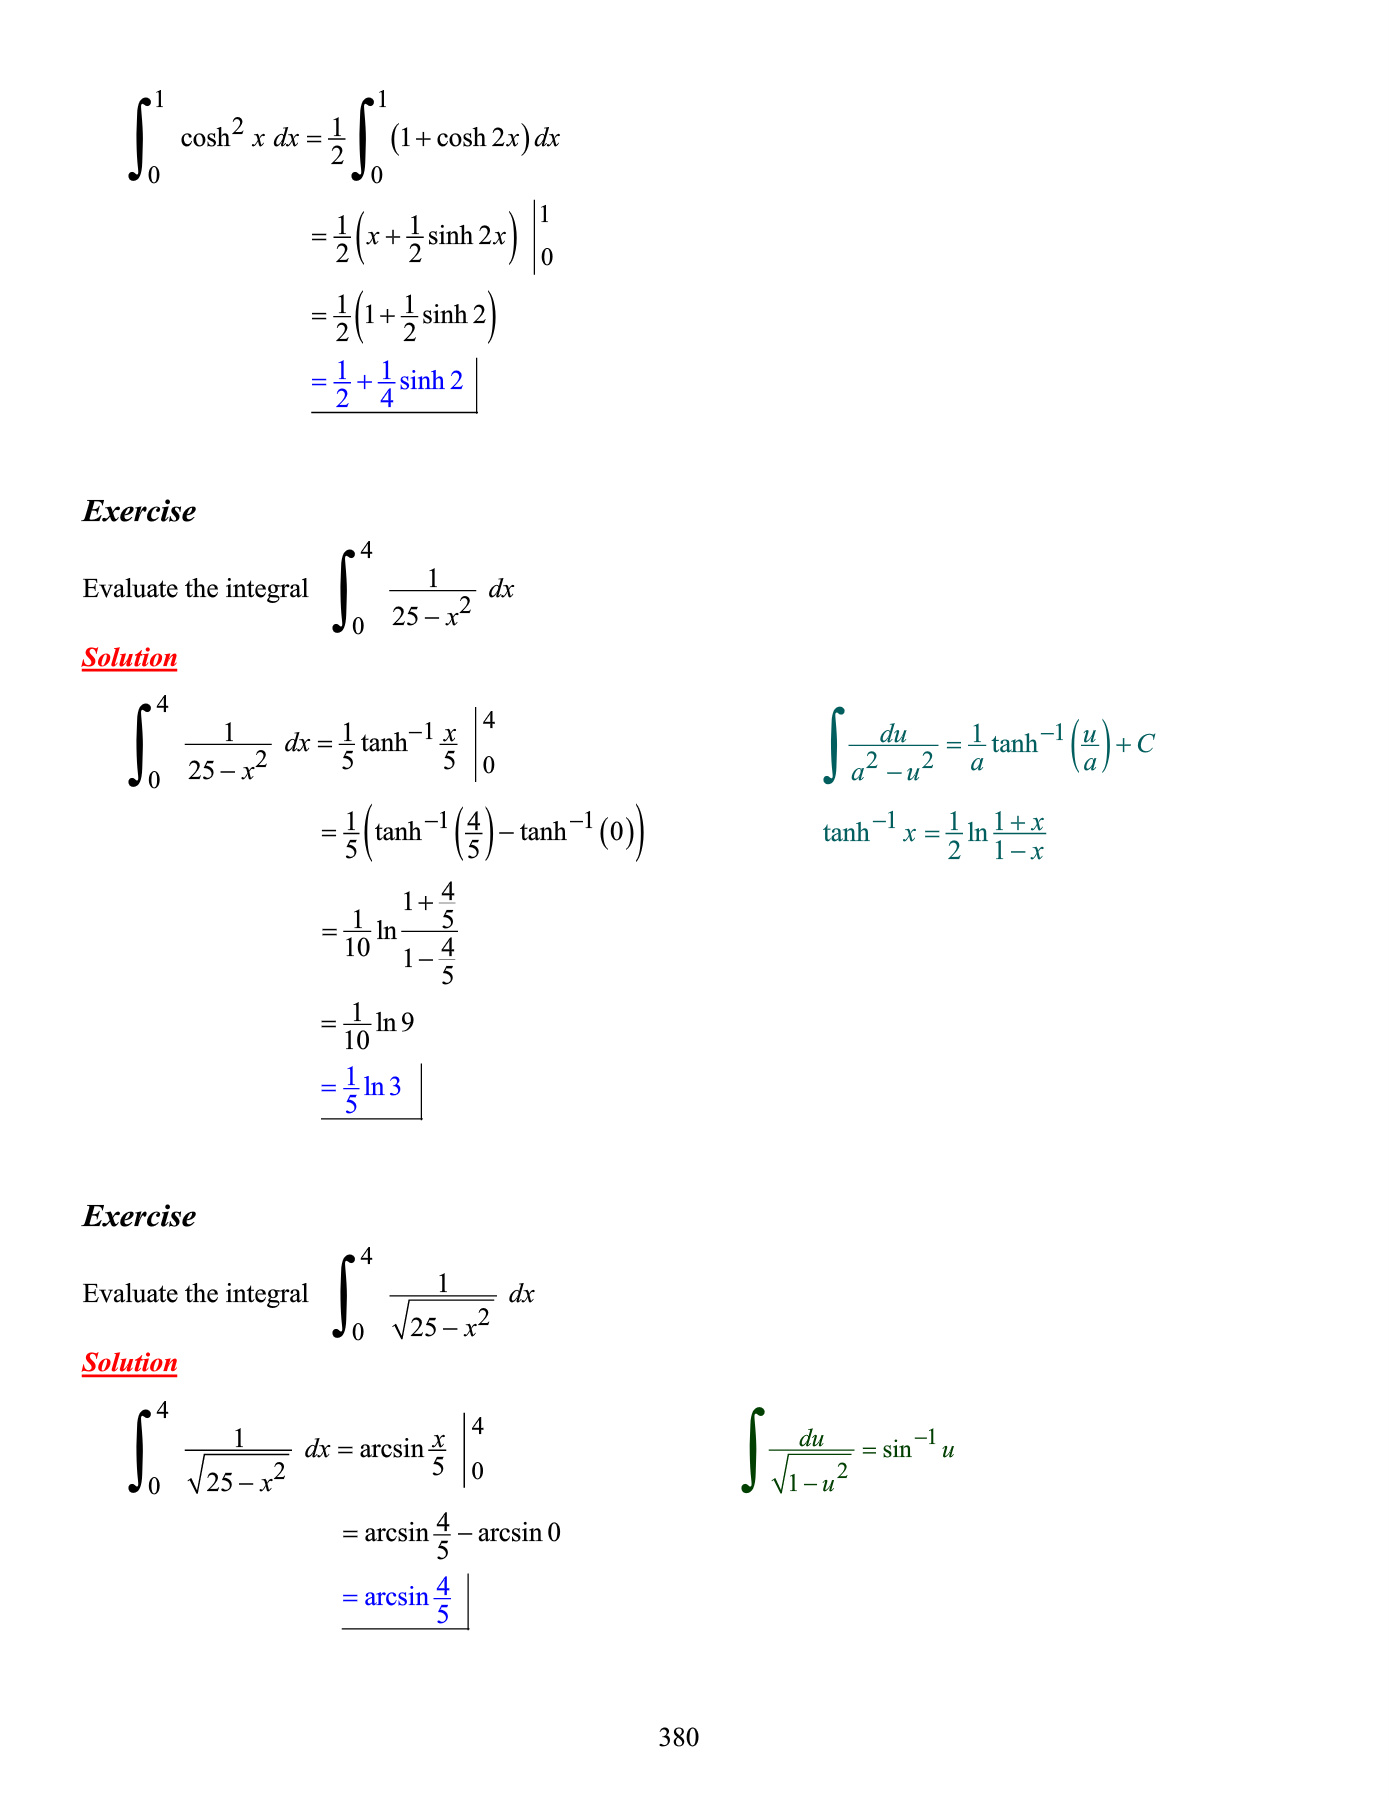 ∫₀¹ cosh² x dx = 1/2 ∫₀¹ (1 + cosh 2x) dx
= 1/2 (x + 1/2 sinh 2x) |₀¹
= 1/2 (1 + 1/2 sinh 2)
= 1/2 + 1/4 sinh 2
Exercise
Evaluate the integral ∫₀⁴ 1/(25 − x²) dx
Solution
∫₀⁴ 1/(25 − x²) dx = 1/5 tanh⁻¹ x/5 |₀⁴
∫ du/(a² − u²) = 1/a tanh⁻¹ (u/a) + C
= 1/5 (tanh⁻¹ (4/5) − tanh⁻¹ (0))
tanh⁻¹ x = 1/2 ln (1 + x)/(1 − x)
= 1/10 ln (1 + 4/5)/(1 − 4/5)
= 1/10 ln 9
= 1/5 ln 3
Exercise
Evaluate the integral ∫₀⁴ 1/√(25 − x²) dx
Solution
∫₀⁴ 1/√(25 − x²) dx = arcsin x/5 |₀⁴
∫ du/√(1 − u²) = sin⁻¹ u
= arcsin 4/5 − arcsin 0
= arcsin 4/5
380